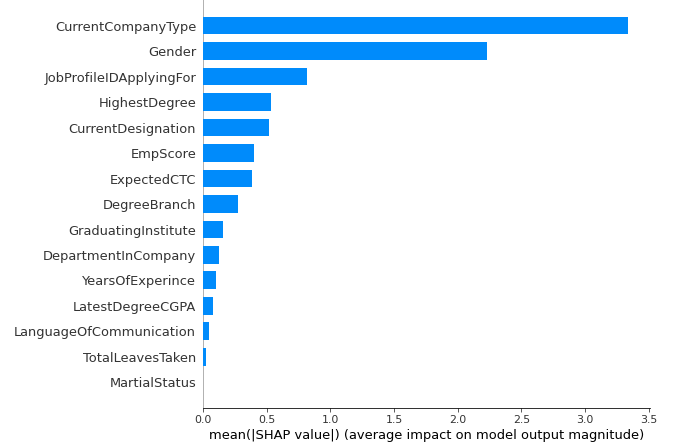 CurrentCompanyType
Gender
JobProfileIDApplyingFor
HighestDegree
CurrentDesignation
EmpScore
ExpectedCTC
DegreeBranch
GraduatingInstitute
DepartmentInCompany
YearsOfExperince
LatestDegreeCGPA
LanguageOfCommunication
TotalLeavesTaken
MartialStatus
0.0 0.5 1.0 1.5 2.0 2.5 3.0 3.5
mean(|SHAP value|) (average impact on model output magnitude)